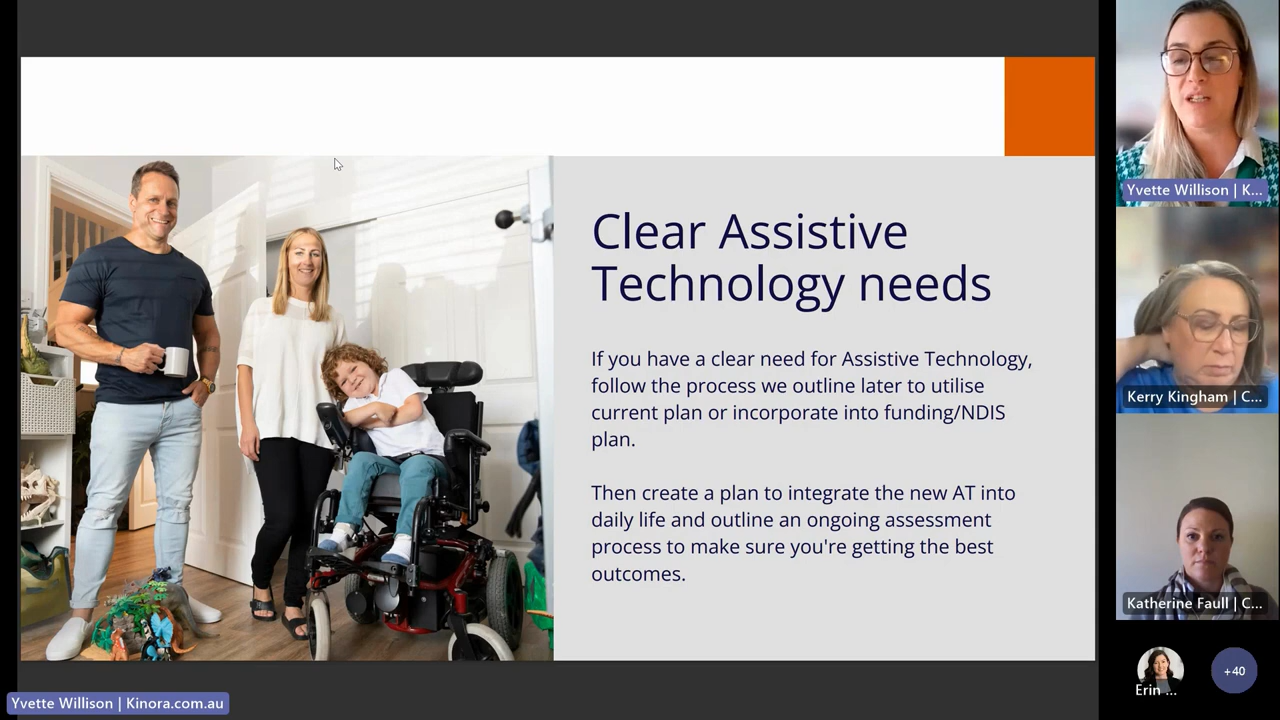 Clear Assistive
Technology needs
If you have a clear need for Assistive Technology,
follow the process we outline later to utilise
current plan or incorporate into funding/NDIS
plan.
Then create a plan to integrate the new AT into
daily life and outline an ongoing assessment
process to make sure you're getting the best
outcomes.
Yvette Willison | K...
Kerry Kingham | C...
Katherine Faull | C...
Erin ...
+40
Yvette Willison | Kinora.com.au